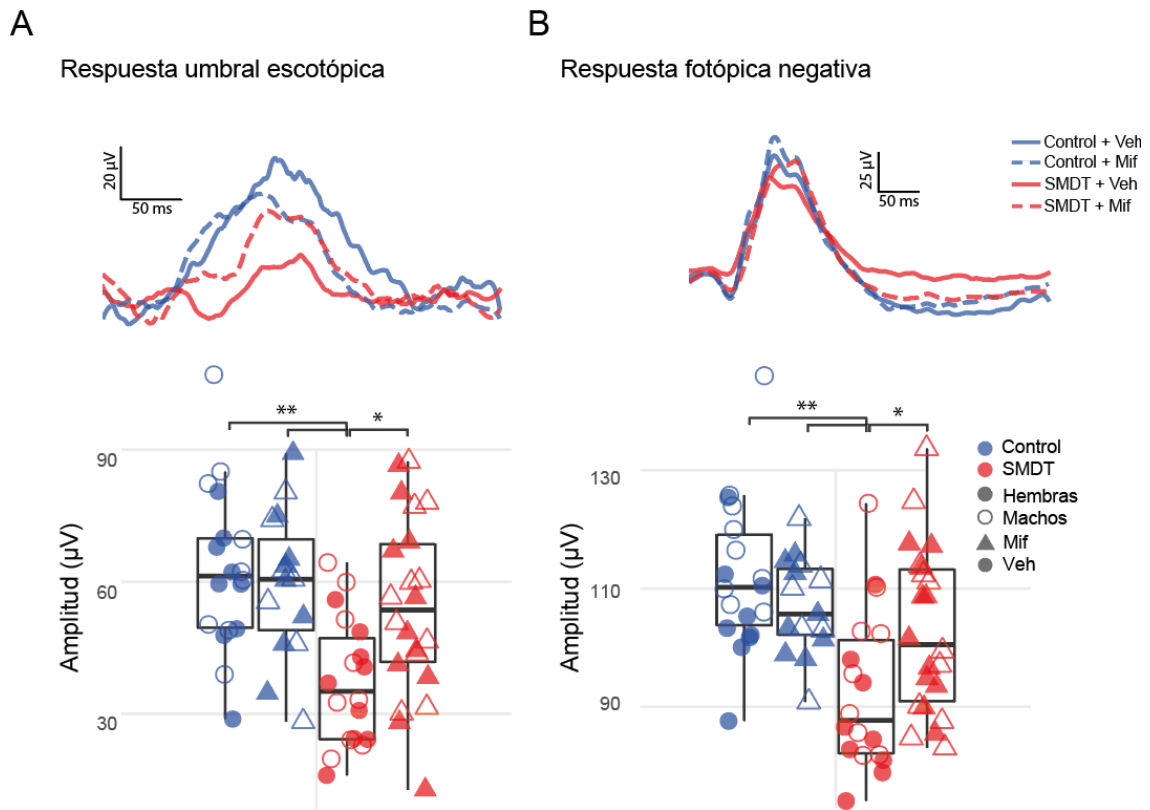 A
B
Respuesta umbral escotópica
Respuesta fotópica negativa
20 µV
50 ms
25 µV
50 ms
Control + Veh
Control + Mif
SMDT + Veh
SMDT + Mif
**
*
**
*
Amplitud (µV)
90
60
30
Amplitud (µV)
130
110
90
Control
SMDT
Hembras
Machos
Mif
Veh